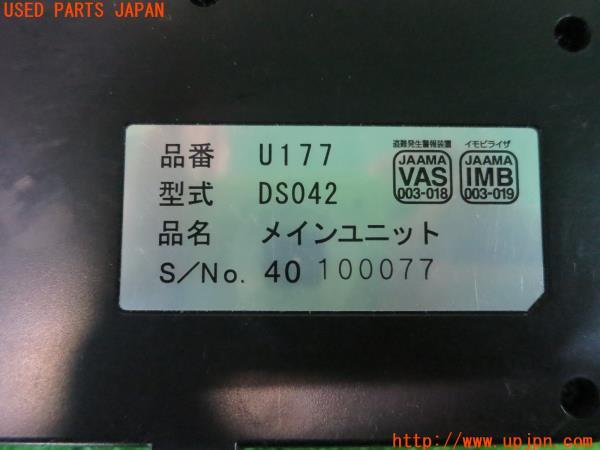 USED PARTS JAPAN
品番 U177
型式 DS042
品名 メインユニット
S/No. 40 100077
盗難発生警報装置
JAAMA
VAS
003-018
イモビライザ
JAAMA
IMB
003-019
http://www.upjpn.com